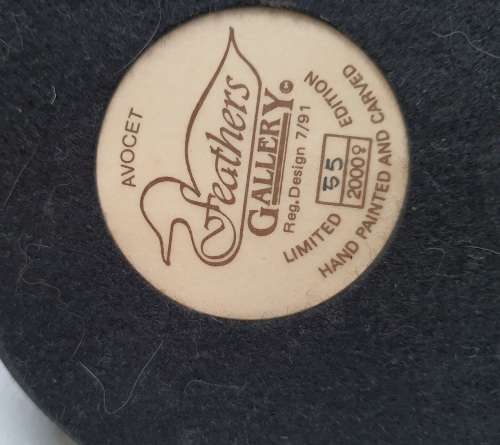 AVOCET
Feathers
GALLERY©
Reg. Design 7/91
LIMITED 55 EDITION
2000♀
HAND PAINTED AND CARVED